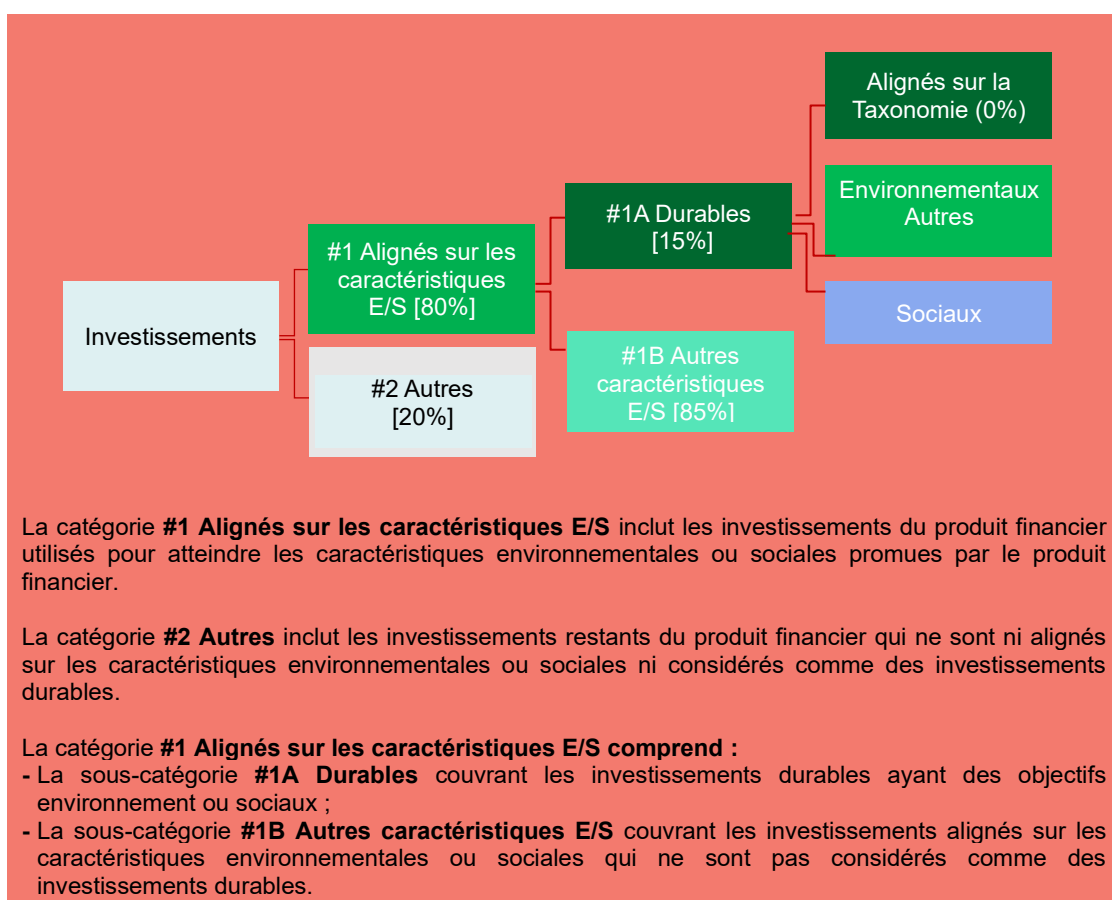 Alignés sur la
Taxonomie (0%)
Environnementaux
Autres
#1A Durables
[15%]
#1 Alignés sur les
caractéristiques
E/S [80%]
Sociaux
Investissements
#1B Autres
caractéristiques
E/S [85%]
#2 Autres
[20%]
La catégorie #1 Alignés sur les caractéristiques E/S inclut les investissements du produit financier
utilisés pour atteindre les caractéristiques environnementales ou sociales promues par le produit
financier.
La catégorie #2 Autres inclut les investissements restants du produit financier qui ne sont ni alignés
sur les caractéristiques environnementales ou sociales ni considérés comme des investissements
durables.
La catégorie #1 Alignés sur les caractéristiques E/S comprend :
- La sous-catégorie #1A Durables couvrant les investissements durables ayant des objectifs
environnement ou sociaux ;
- La sous-catégorie #1B Autres caractéristiques E/S couvrant les investissements alignés sur les
caractéristiques environnementales ou sociales qui ne sont pas considérés comme des
investissements durables.